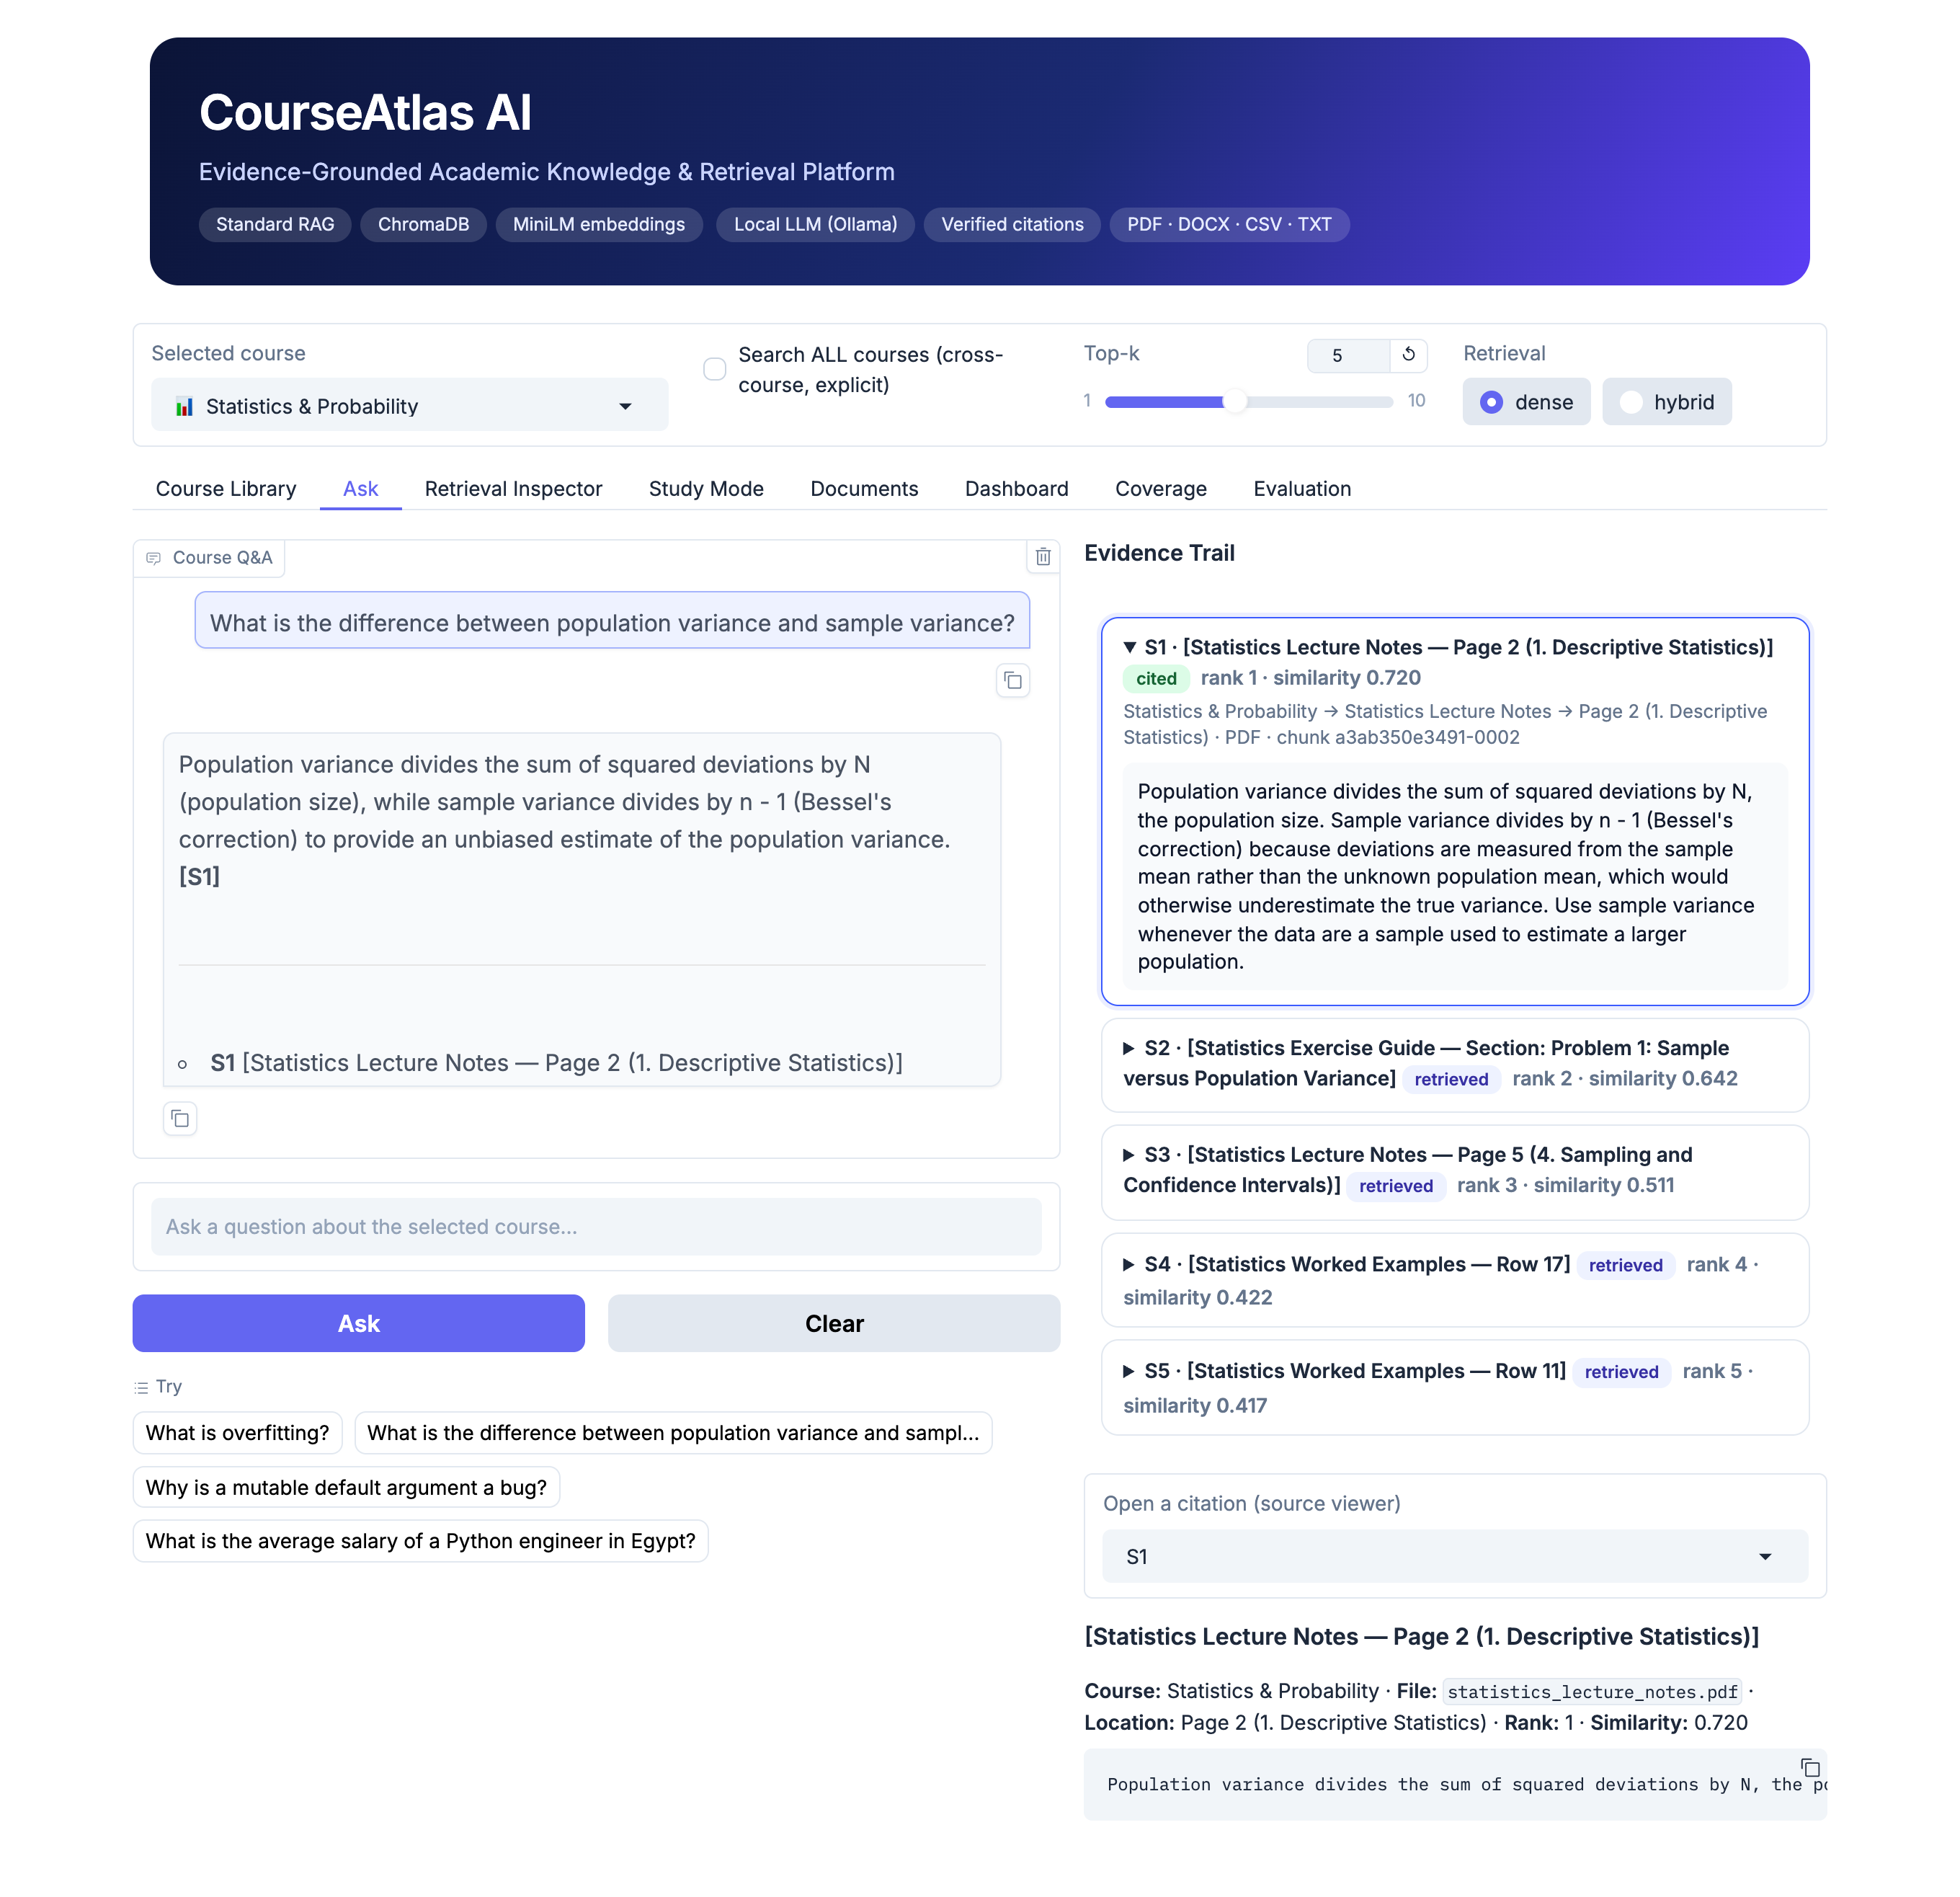 CourseAtlas AI
Evidence-Grounded Academic Knowledge & Retrieval Platform
Standard RAG
ChromaDB
MiniLM embeddings
Local LLM (Ollama)
Verified citations
PDF · DOCX · CSV · TXT
Selected course
Statistics & Probability
Search ALL courses (cross-
course, explicit)
Top-k
5
1
10
Retrieval
dense
hybrid
Course Library
Ask
Retrieval Inspector
Study Mode
Documents
Dashboard
Coverage
Evaluation
Course Q&A
What is the difference between population variance and sample variance?
Population variance divides the sum of squared deviations by N
(population size), while sample variance divides by n - 1 (Bessel's
correction) to provide an unbiased estimate of the population variance.
[S1]
S1 [Statistics Lecture Notes — Page 2 (1. Descriptive Statistics)]
Ask a question about the selected course...
Ask
Clear
Try
What is overfitting?
What is the difference between population variance and sampl...
Why is a mutable default argument a bug?
What is the average salary of a Python engineer in Egypt?
Evidence Trail
▼ S1 · [Statistics Lecture Notes — Page 2 (1. Descriptive Statistics)]
cited rank 1 · similarity 0.720
Statistics & Probability → Statistics Lecture Notes → Page 2 (1. Descriptive
Statistics) · PDF · chunk a3ab350e3491-0002
Population variance divides the sum of squared deviations by N,
the population size. Sample variance divides by n - 1 (Bessel's
correction) because deviations are measured from the sample
mean rather than the unknown population mean, which would
otherwise underestimate the true variance. Use sample variance
whenever the data are a sample used to estimate a larger
population.
▶ S2 · [Statistics Exercise Guide — Section: Problem 1: Sample
versus Population Variance] retrieved rank 2 · similarity 0.642
▶ S3 · [Statistics Lecture Notes — Page 5 (4. Sampling and
Confidence Intervals)] retrieved rank 3 · similarity 0.511
▶ S4 · [Statistics Worked Examples — Row 17] retrieved rank 4 ·
similarity 0.422
▶ S5 · [Statistics Worked Examples — Row 11] retrieved rank 5 ·
similarity 0.417
Open a citation (source viewer)
S1
[Statistics Lecture Notes — Page 2 (1. Descriptive Statistics)]
Course: Statistics & Probability · File: statistics_lecture_notes.pdf ·
Location: Page 2 (1. Descriptive Statistics) · Rank: 1 · Similarity: 0.720
Population variance divides the sum of squared deviations by N, the